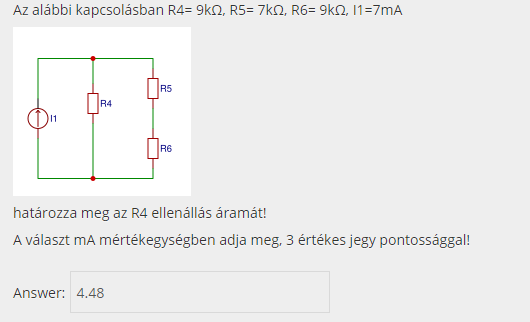 Az alábbi kapcsolásban R4= 9kΩ, R5= 7kΩ, R6= 9kΩ, I1=7mA
R5
R4
I1
R6
határozza meg az R4 ellenállás áramát!
A választ mA mértékegységben adja meg, 3 értékes jegy pontossággal!
Answer: 4.48